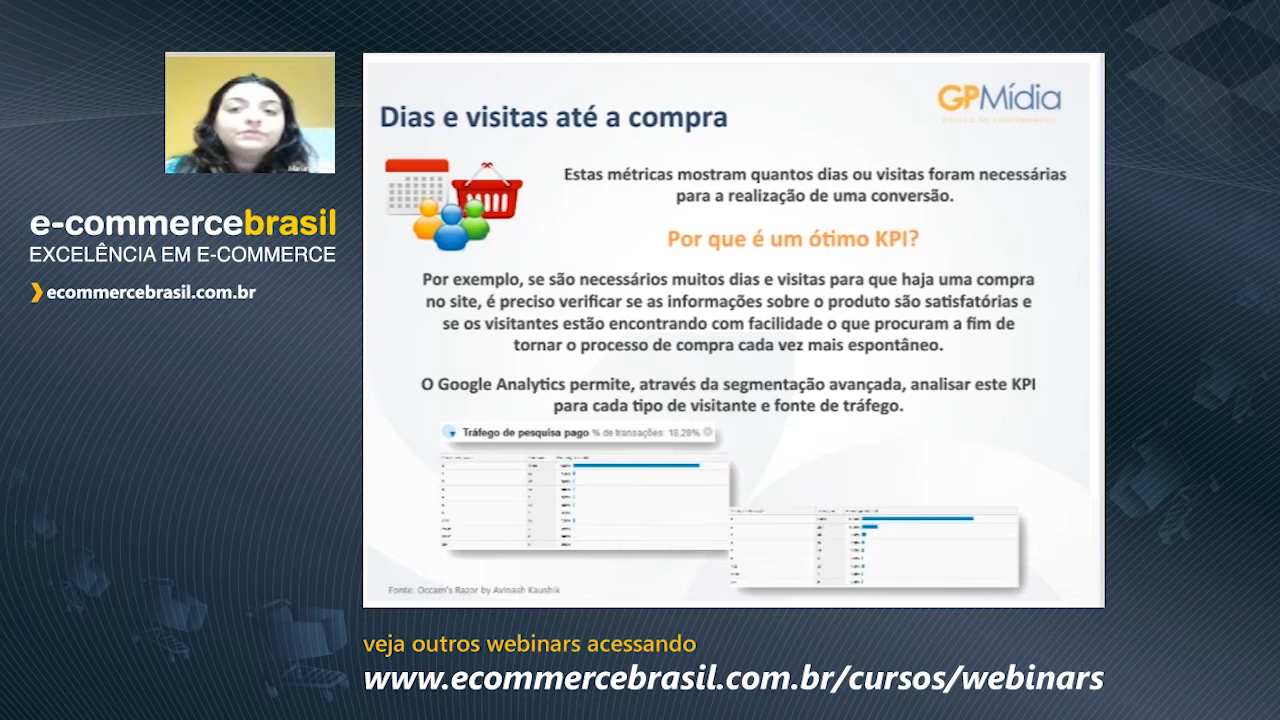 e-commercebrasil
EXCELÊNCIA EM E-COMMERCE
ecommercebrasil.com.br
GPMídia
Dias e visitas até a compra
Estas métricas mostram quantos dias ou visitas foram necessárias
para a realização de uma conversão.
Por que é um ótimo KPI?
Por exemplo, se são necessários muitos dias e visitas para que haja uma compra
no site, é preciso verificar se as informações sobre o produto são satisfatórias e
se os visitantes estão encontrando com facilidade o que procuram a fim de
tornar o processo de compra cada vez mais espontâneo.
O Google Analytics permite, através da segmentação avançada, analisar este KPI
para cada tipo de visitante e fonte de tráfego.
Tráfego de pesquisa pago % de transações: 18,28%
Fonte: Occam's Razor by Avinash Kaushik
veja outros webinars acessando
www.ecommercebrasil.com.br/cursos/webinars